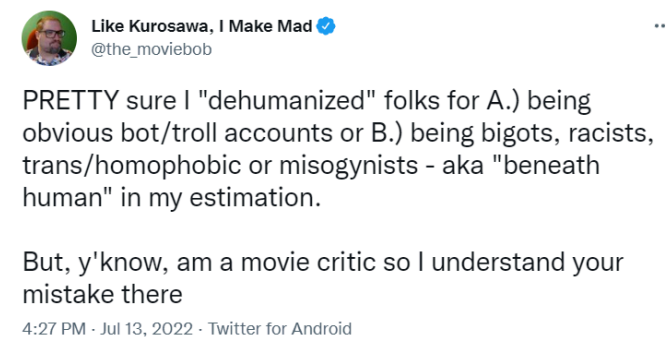 Like Kurosawa, I Make Mad
@the_moviebob
PRETTY sure I "dehumanized" folks for A.) being
obvious bot/troll accounts or B.) being bigots, racists,
trans/homophobic or misogynists - aka "beneath
human" in my estimation.
But, y'know, am a movie critic so I understand your
mistake there
4:27 PM · Jul 13, 2022 · Twitter for Android